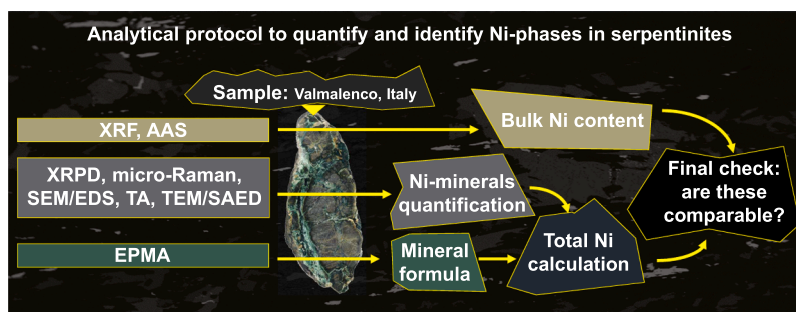 Analytical protocol to quantify and identify Ni-phases in serpentinites
Sample: Valmalenco, Italy
XRF, AAS
Bulk Ni content
XRPD, micro-Raman,
SEM/EDS, TA, TEM/SAED
Ni-minerals
quantification
Final check:
are these
comparable?
EPMA
Mineral
formula
Total Ni
calculation